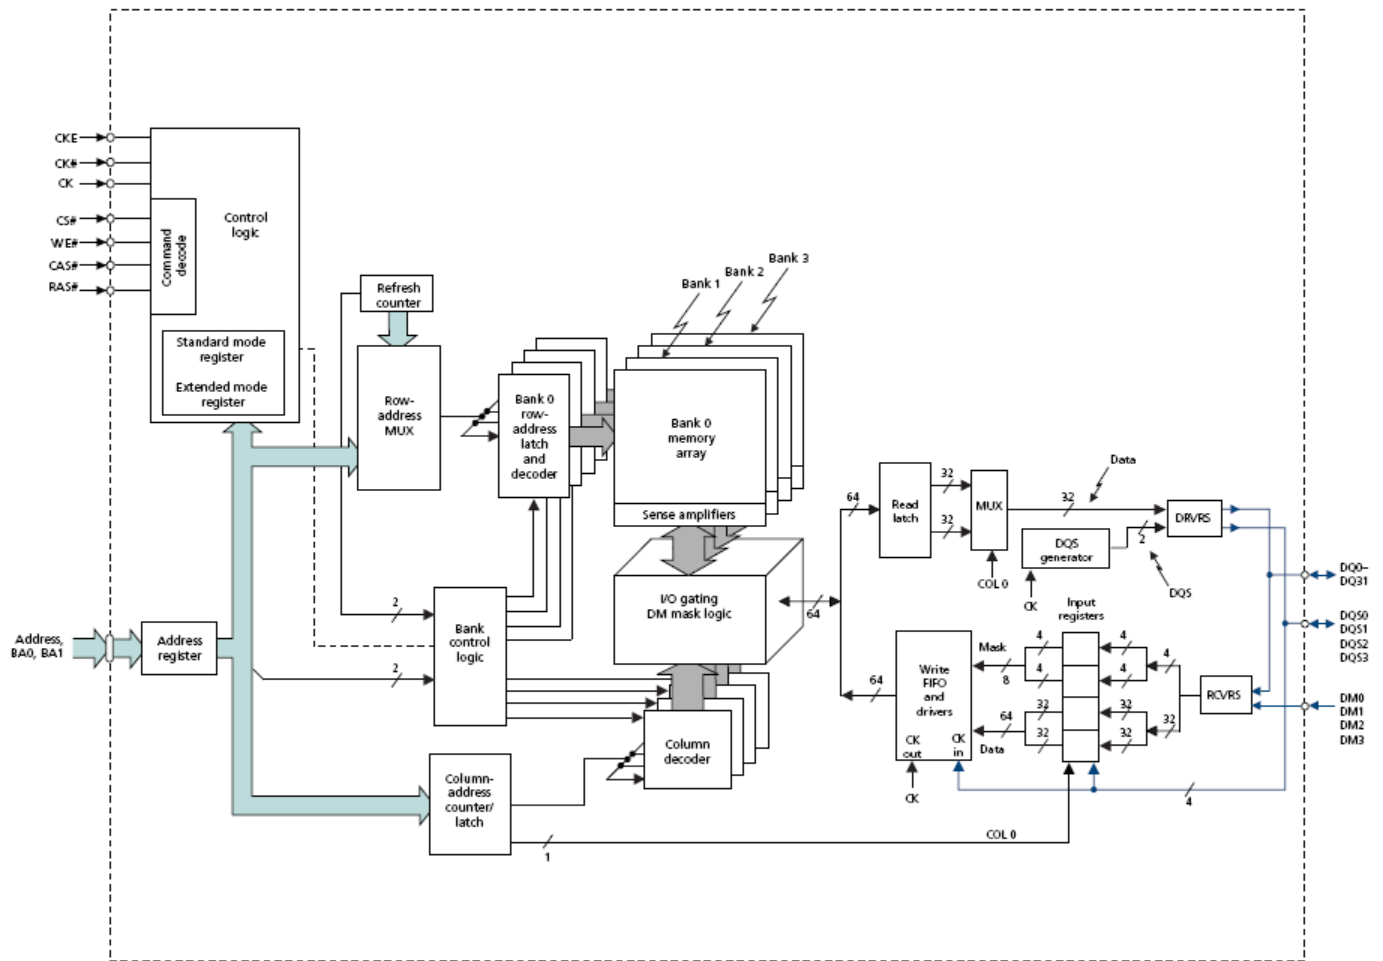 CKE
CK#
CK
CS#
WE#
CAS#
RAS#
Command
decode
Control
logic
Standard mode
register
Extended mode
register
Refresh
counter
Row-
address
MUX
Bank 0
row-
address
latch
and
decoder
Bank 1
Bank 2
Bank 3
Bank 0
memory
array
Sense amplifiers
I/O gating
DM mask logic
2
2
Bank
control
logic
Address,
BA0, BA1
Address
register
Column-
address
counter/
latch
Column
decoder
1
COL 0
64
64
Read
latch
32
32
MUX
COL 0
32
Data
DQS
generator
CK
2
DQS
DRVRS
DQ0–
DQ31
DQS0
DQS1
DQS2
DQS3
DM0
DM1
DM2
DM3
RCVRS
Input
registers
4
4
4
4
4
Mask
8
32
32
32
32
32
64
Data
64
Write
FIFO
and
drivers
CK
out
CK
in
CK
4